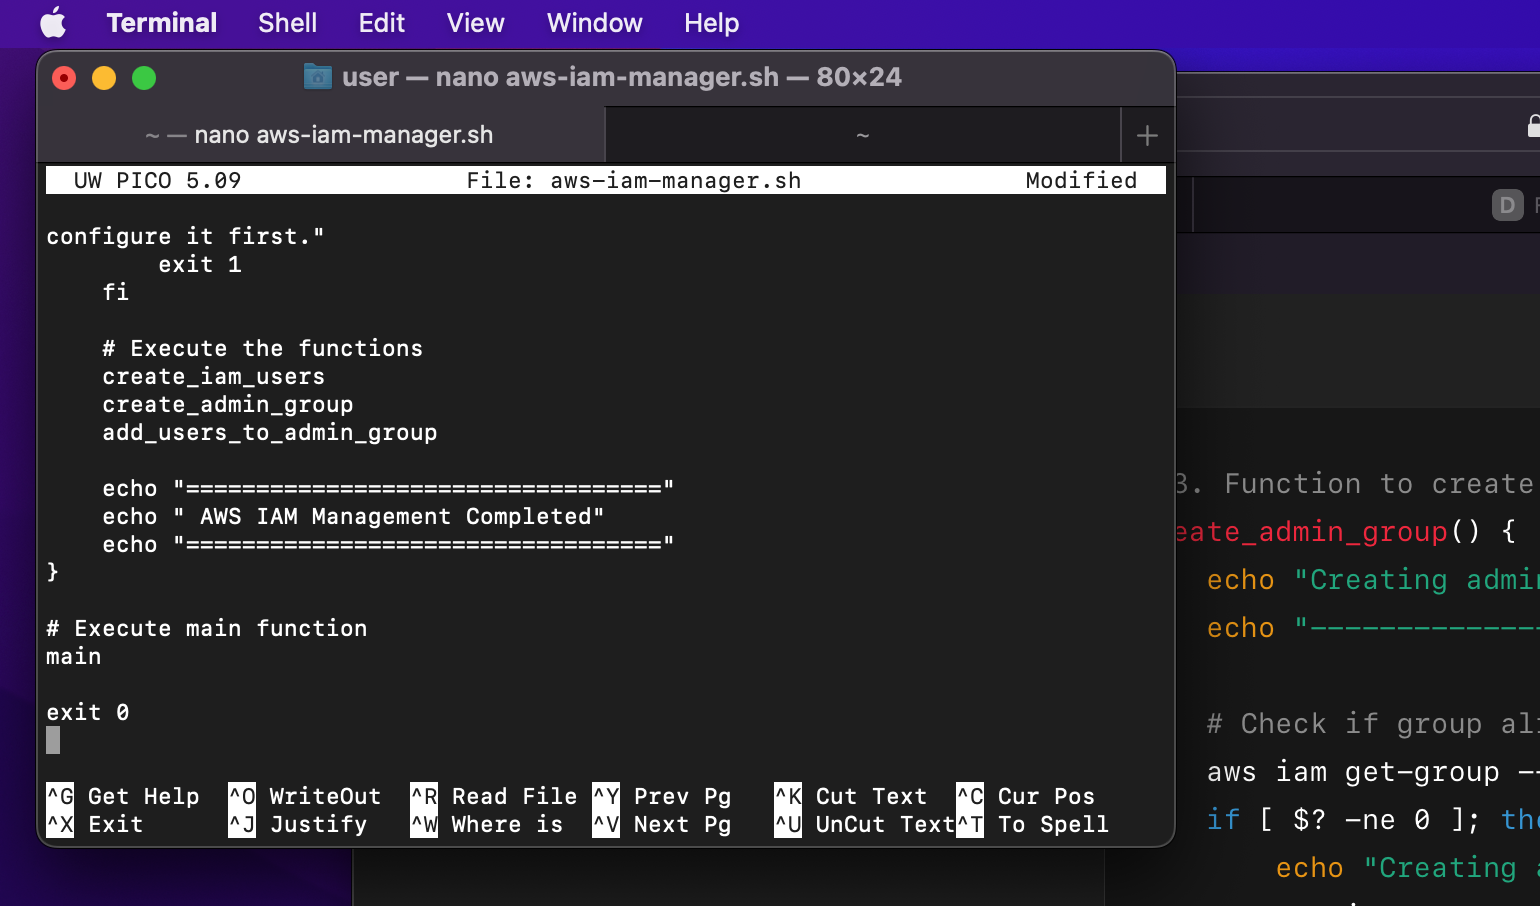 Terminal Shell Edit View Window Help
user — nano aws-iam-manager.sh — 80×24
~ — nano aws-iam-manager.sh
~
+
UW PICO 5.09 File: aws-iam-manager.sh Modified
configure it first."
exit 1
fi
# Execute the functions
create_iam_users
create_admin_group
add_users_to_admin_group
echo "=================================="
echo " AWS IAM Management Completed"
echo "=================================="
}
# Execute main function
main
exit 0
^G Get Help ^O WriteOut ^R Read File ^Y Prev Pg ^K Cut Text ^C Cur Pos
^X Exit ^J Justify ^W Where is ^V Next Pg ^U UnCut Text ^T To Spell
D
3. Function to create
eate_admin_group() {
echo "Creating admin
echo "--------------
# Check if group al
aws iam get-group --
if [ $? -ne 0 ]; the
echo "Creating a